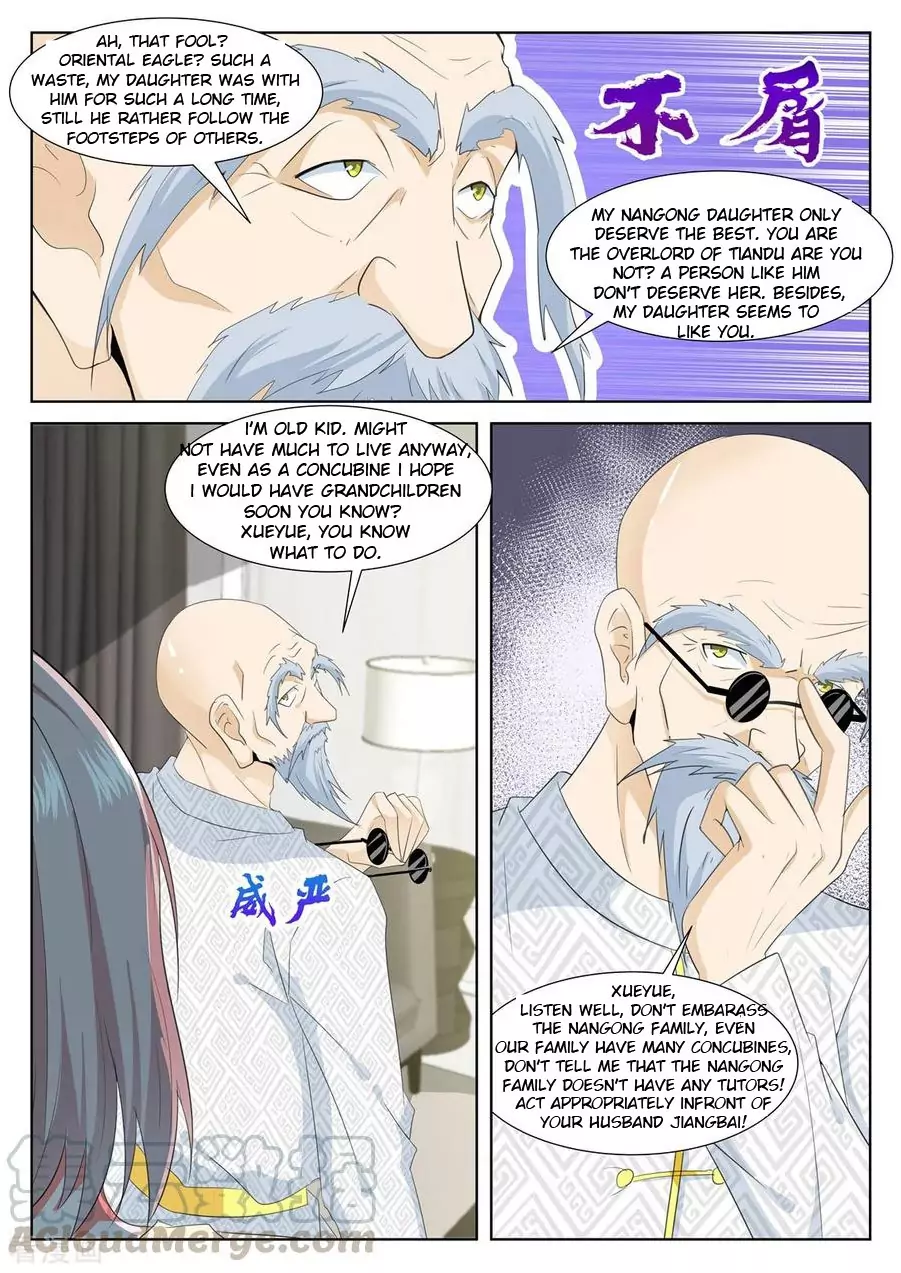 AH, THAT FOOL?
ORIENTAL EAGLE? SUCH A
WASTE, MY DAUGHTER WAS WITH
HIM FOR SUCH A LONG TIME,
STILL HE RATHER FOLLOW THE
FOOTSTEPS OF OTHERS.
不屑
MY NANGONG DAUGHTER ONLY
DESERVE THE BEST. YOU ARE
THE OVERLORD OF TIANDU ARE YOU
NOT? A PERSON LIKE HIM
DON'T DESERVE HER. BESIDES,
MY DAUGHTER SEEMS TO
LIKE YOU.
I'M OLD KID. MIGHT
NOT HAVE MUCH TO LIVE ANYWAY,
EVEN AS A CONCUBINE I HOPE
I WOULD HAVE GRANDCHILDREN
SOON YOU KNOW?
XUEYUE, YOU KNOW
WHAT TO DO.
威严
XUEYUE,
LISTEN WELL, DON'T EMBARASS
THE NANGONG FAMILY, EVEN
OUR FAMILY HAVE MANY CONCUBINES,
DON'T TELL ME THAT THE NANGONG
FAMILY DOESN'T HAVE ANY TUTORS!
ACT APPROPRIATELY INFRONT OF
YOUR HUSBAND JIANGBAI!
AcloudMerge.com
看漫画